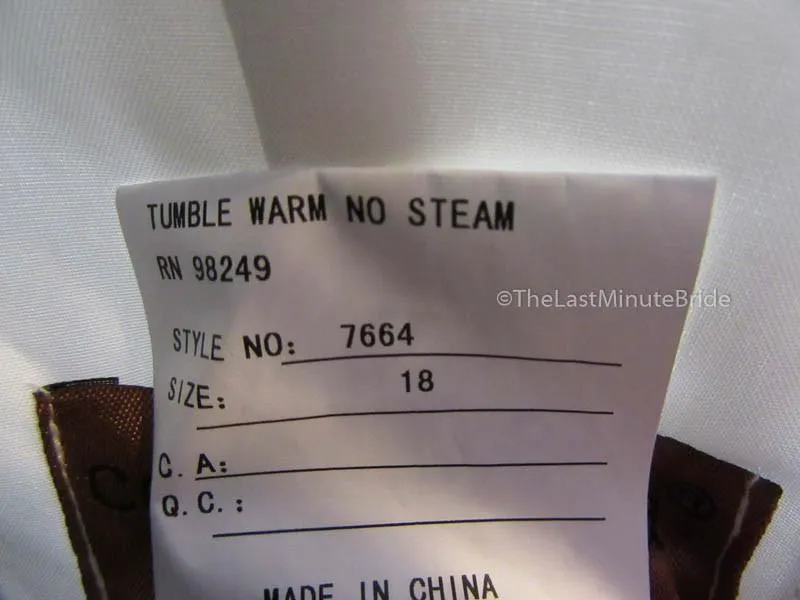 TUMBLE WARM NO STEAM
RN 98249
©TheLastMinuteBride
STYLE NO: 7664
SIZE: 18
C.A:
Q.C.:
MADE IN CHINA